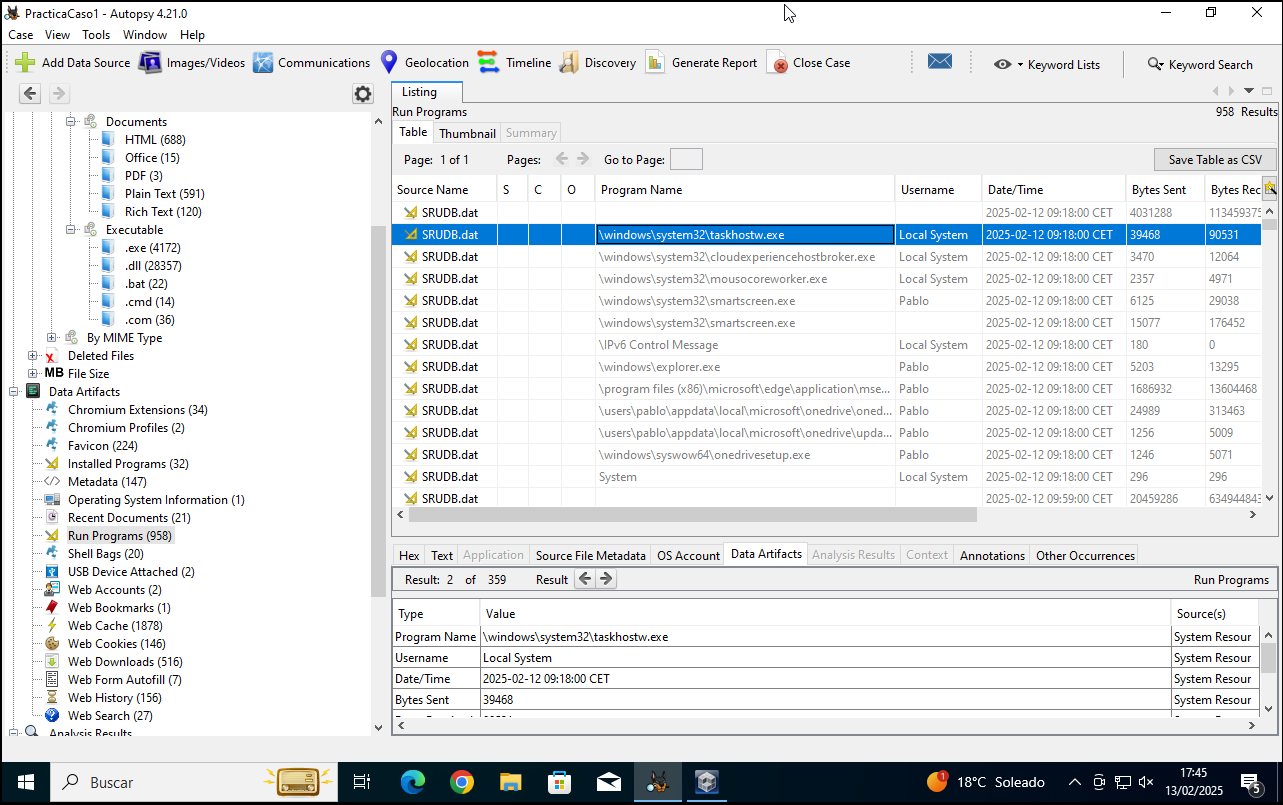 PracticaCaso1 - Autopsy 4.21.0
Case View Tools Window Help
Add Data Source Images/Videos Communications Geolocation Timeline Discovery Generate Report Close Case Keyword Lists Keyword Search
Documents
HTML (688)
Office (15)
PDF (3)
Plain Text (591)
Rich Text (120)
Executable
.exe (4172)
.dll (28357)
.bat (22)
.cmd (14)
.com (36)
By MIME Type
Deleted Files
MB File Size
Data Artifacts
Chromium Extensions (34)
Chromium Profiles (2)
Favicon (224)
Installed Programs (32)
Metadata (147)
Operating System Information (1)
Recent Documents (21)
Run Programs (958)
Shell Bags (20)
USB Device Attached (2)
Web Accounts (2)
Web Bookmarks (1)
Web Cache (1878)
Web Cookies (146)
Web Downloads (516)
Web Form Autofill (7)
Web History (156)
Web Search (27)
Analysis Results
Listing
Run Programs 958 Results
Table Thumbnail Summary
Page: 1 of 1 Pages: Go to Page: Save Table as CSV
Source Name S C O Program Name Username Date/Time Bytes Sent Bytes Rec
SRUDB.dat 2025-02-12 09:18:00 CET 4031288 113459375
SRUDB.dat \windows\system32\taskhostw.exe Local System 2025-02-12 09:18:00 CET 39468 90531
SRUDB.dat \windows\system32\cloudexperiencehostbroker.exe Local System 2025-02-12 09:18:00 CET 3470 12064
SRUDB.dat \windows\system32\mousocoreworker.exe Local System 2025-02-12 09:18:00 CET 2357 4971
SRUDB.dat \windows\system32\smartscreen.exe Pablo 2025-02-12 09:18:00 CET 6125 29038
SRUDB.dat \windows\system32\smartscreen.exe 2025-02-12 09:18:00 CET 15077 176452
SRUDB.dat \IPv6 Control Message Local System 2025-02-12 09:18:00 CET 180 0
SRUDB.dat \windows\explorer.exe Pablo 2025-02-12 09:18:00 CET 5203 13295
SRUDB.dat \program files (x86)\microsoft\edge\application\mse... Pablo 2025-02-12 09:18:00 CET 1686932 13604468
SRUDB.dat \users\pablo\appdata\local\microsoft\onedrive\oned... Pablo 2025-02-12 09:18:00 CET 24989 313463
SRUDB.dat \users\pablo\appdata\local\microsoft\onedrive\upda... Pablo 2025-02-12 09:18:00 CET 1256 5009
SRUDB.dat \windows\syswow64\onedrivesetup.exe Pablo 2025-02-12 09:18:00 CET 1246 5071
SRUDB.dat System Local System 2025-02-12 09:18:00 CET 296 296
SRUDB.dat 2025-02-12 09:59:00 CET 20459286 634944843
Hex Text Application Source File Metadata OS Account Data Artifacts Analysis Results Context Annotations Other Occurrences
Result: 2 of 359 Result Run Programs
Type Value Source(s)
Program Name \windows\system32\taskhostw.exe System Resour
Username Local System System Resour
Date/Time 2025-02-12 09:18:00 CET System Resour
Bytes Sent 39468 System Resour
Buscar
1
18°C Soleado
17:45
13/02/2025
5